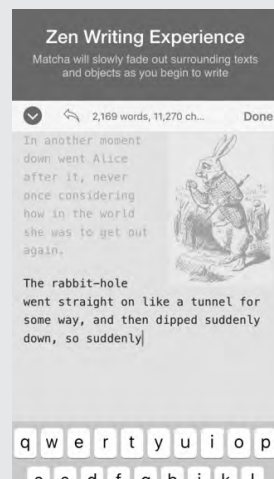 Zen Writing Experience
Matcha will slowly fade out surrounding texts
and objects as you begin to write
2,169 words, 11,270 ch...
Done
In another moment
down went Alice
after it, never
once considering
how in the world
she was to get out
again.
The rabbit-hole
went straight on like a tunnel for
some way, and then dipped suddenly
down, so suddenly
q w e r t y u i o p
a s d f g h j k l